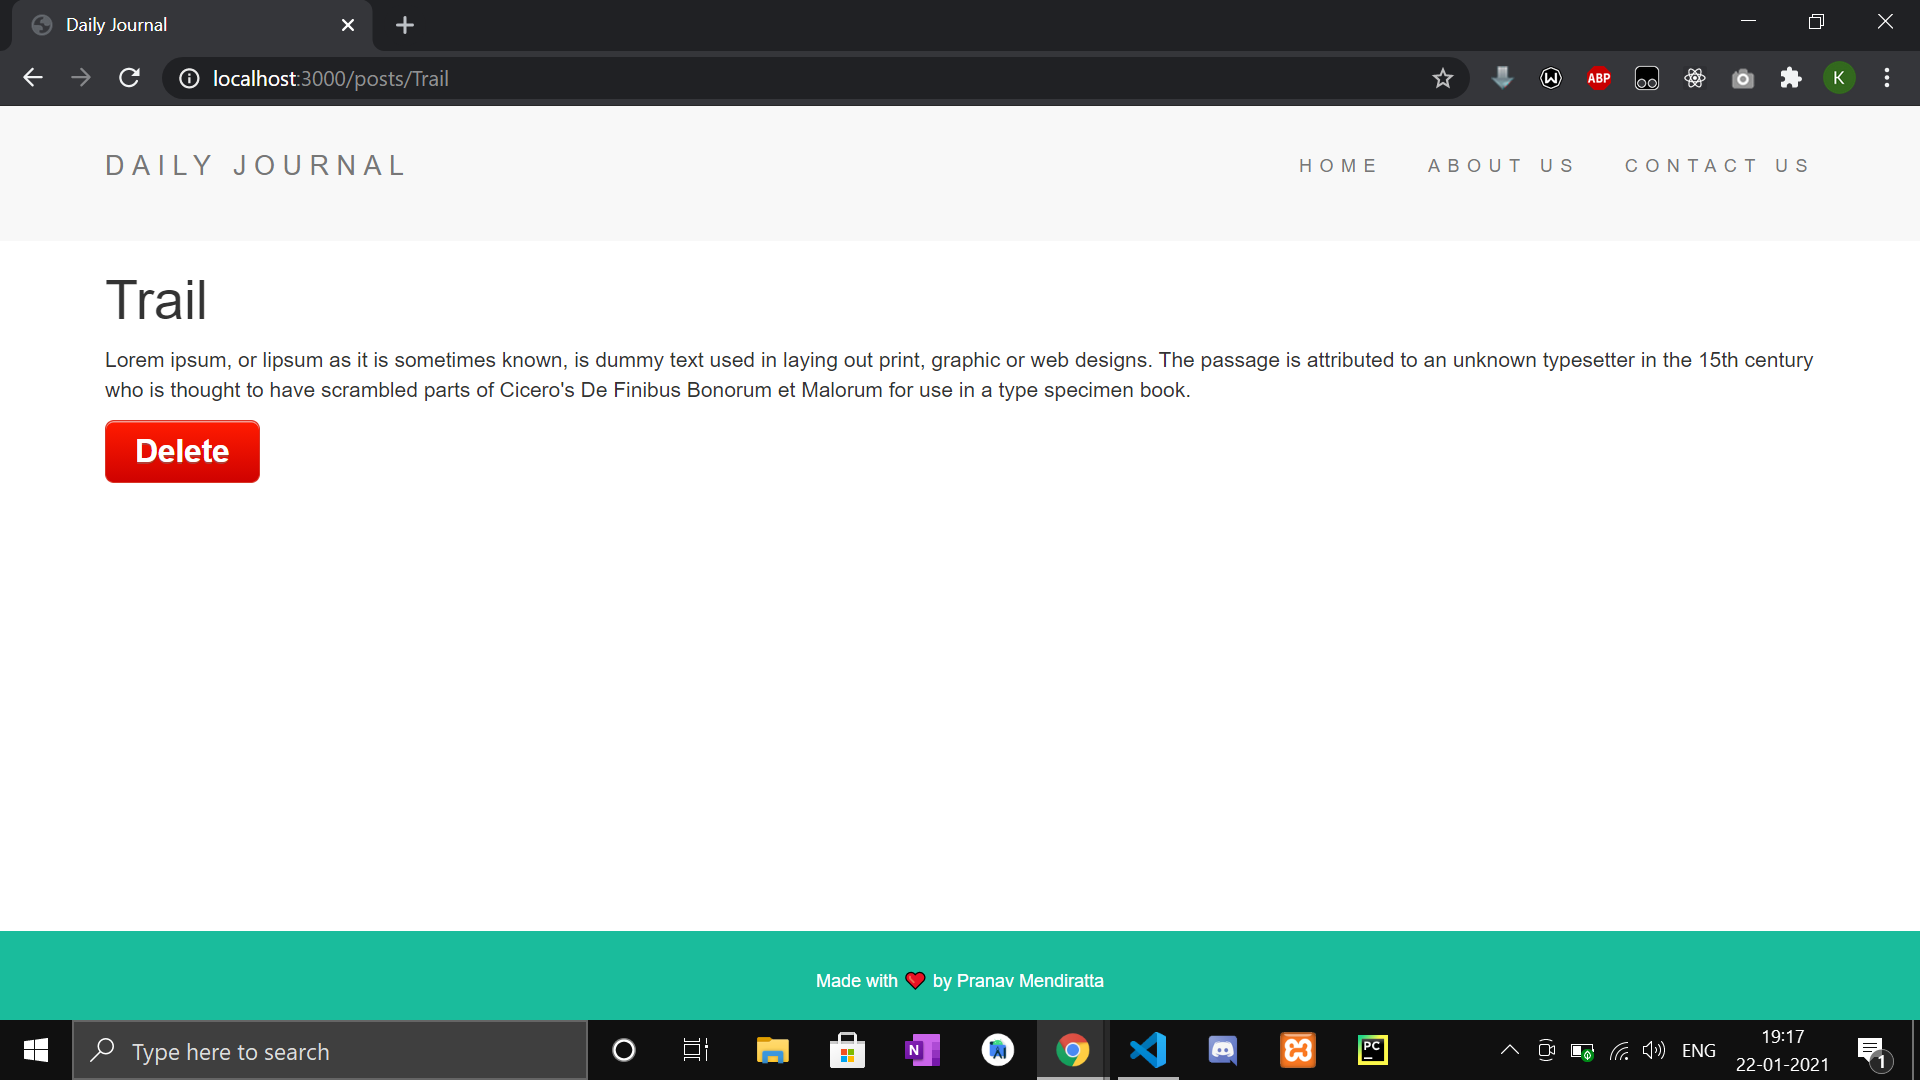 Daily Journal
localhost:3000/posts/Trail
ABP
K
DAILY JOURNAL
HOME ABOUT US CONTACT US
Trail
Lorem ipsum, or lipsum as it is sometimes known, is dummy text used in laying out print, graphic or web designs. The passage is attributed to an unknown typesetter in the 15th century
who is thought to have scrambled parts of Cicero's De Finibus Bonorum et Malorum for use in a type specimen book.
Delete
Made with ❤ by Pranav Mendiratta
Type here to search
N
PC
ENG
19:17
22-01-2021
1